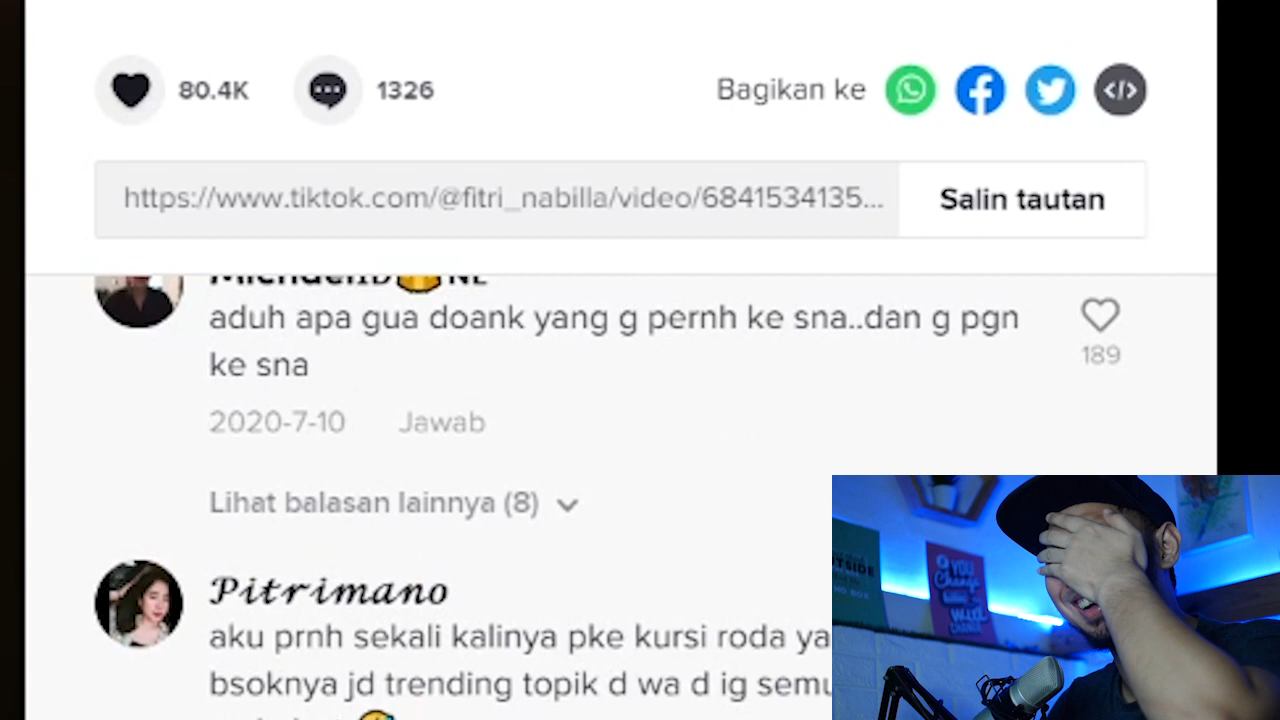 80.4K
1326
Bagikan ke
https://www.tiktok.com/@fitri_nabilla/video/6841534135...
Salin tautan
aduh apa gua doank yang g pernh ke sna..dan g pgn
ke sna
189
2020-7-10
Jawab
Lihat balasan lainnya (8)
𝓟𝓲𝓽𝓻𝓲𝓶𝓪𝓷𝓸
aku prnh sekali kalinya pke kursi roda ya
bsoknya jd trending topik d wa d ig semu
YOU
Change